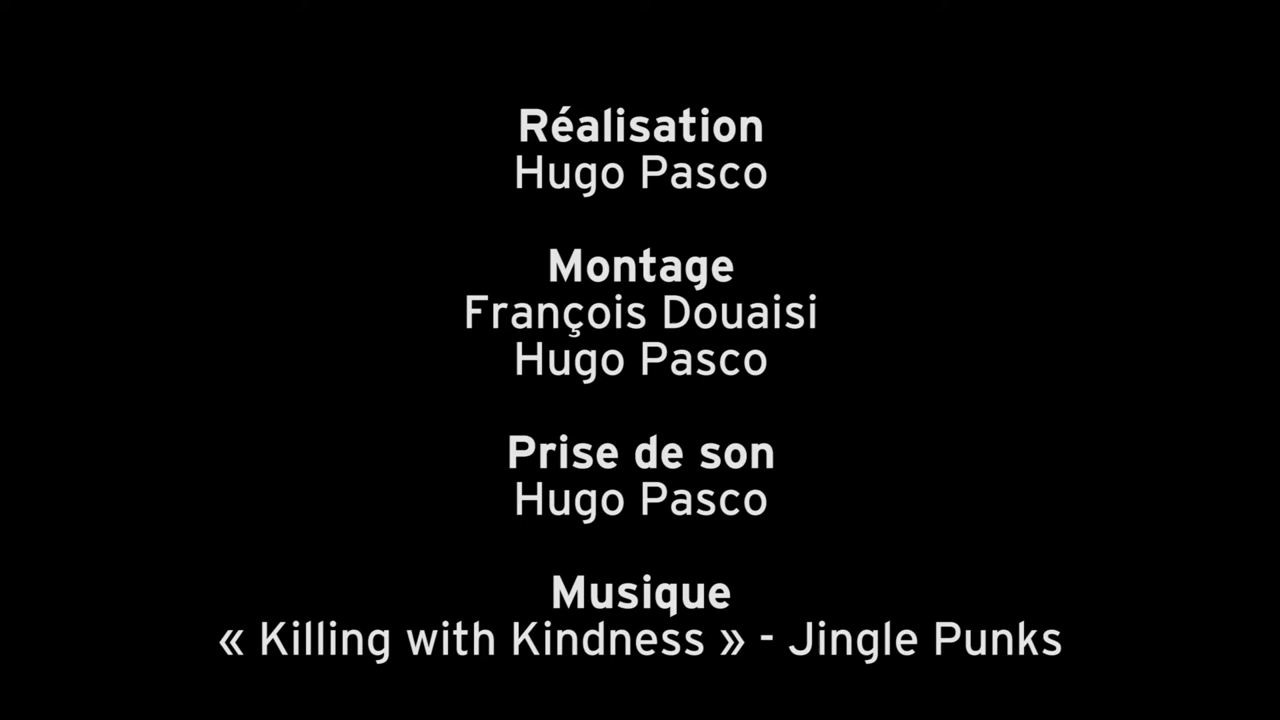 Réalisation
Hugo Pasco
Montage
François Douaisi
Hugo Pasco
Prise de son
Hugo Pasco
Musique
« Killing with Kindness » - Jingle Punks